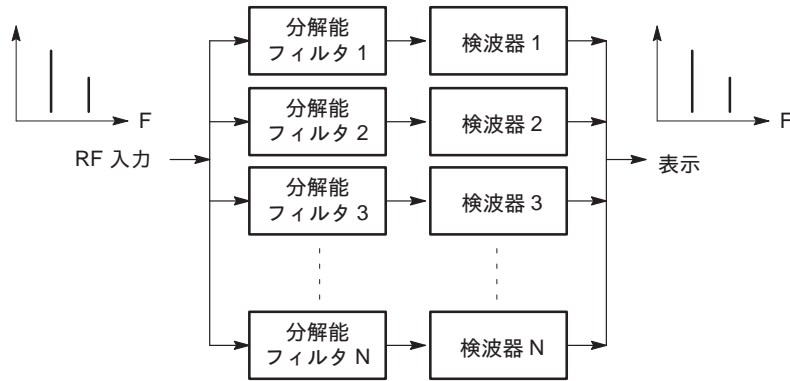 分解能
フィルタ 1
検波器 1
F
F
分解能
フィルタ 2
検波器 2
RF 入力
表示
分解能
フィルタ 3
検波器 3
分解能
フィルタ N
検波器 N